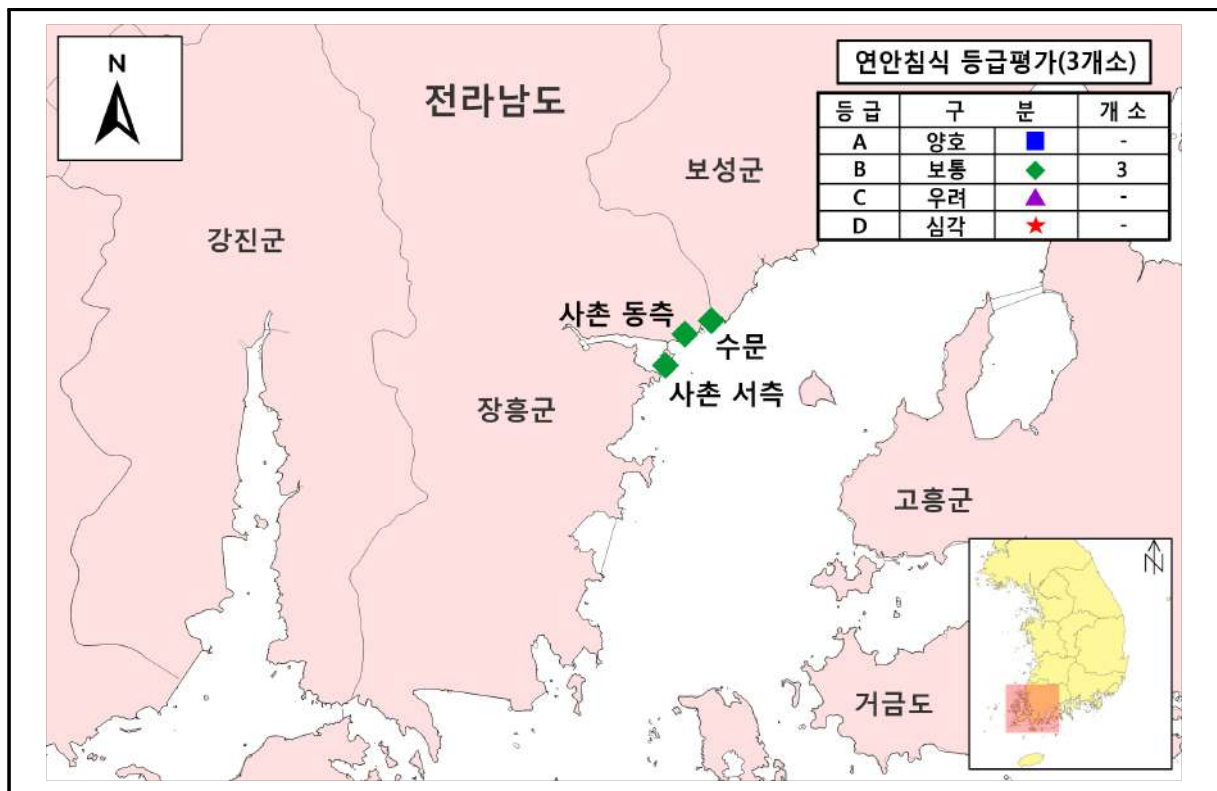 N
전라남도
연안침식 등급평가(3개소)
등 급 구 분 개 소
A 양호 -
B 보통 3
C 우려 -
D 심각 -
보성군
강진군
사촌 동측
수문
사촌 서측
장흥군
고흥군
거금도
N